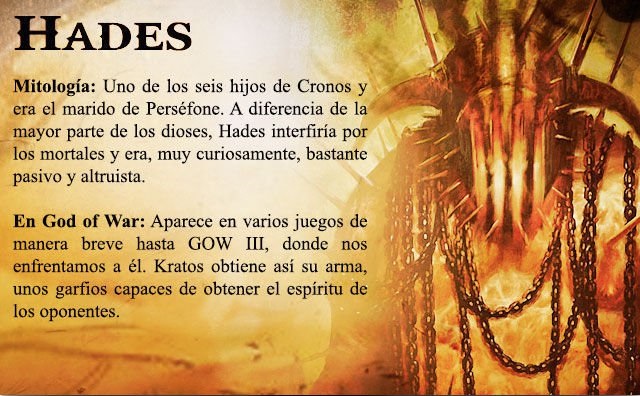 HADES
Mitología: Uno de los seis hijos de Cronos y
era el marido de Perséfone. A diferencia de la
mayor parte de los dioses, Hades interfiría por
los mortales y era, muy curiosamente, bastante
pasivo y altruista.
En God of War: Aparece en varios juegos de
manera breve hasta GOW III, donde nos
enfrentamos a él. Kratos obtiene así su arma,
unos garfios capaces de obtener el espíritu de
los oponentes.